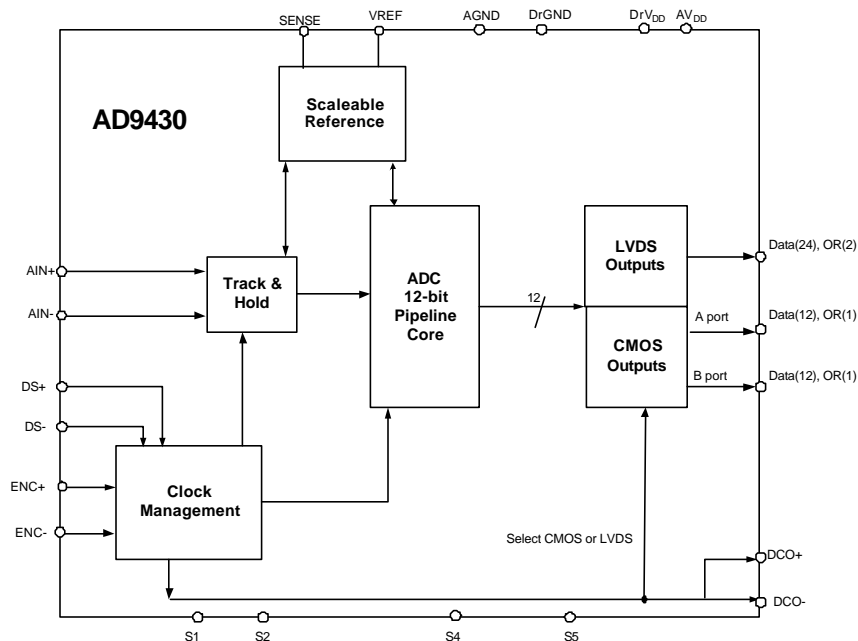 SENSE
VREF
AGND
DrGND
DrVDD
AVDD
AD9430
Scaleable
Reference
AIN+
AIN-
Track &
Hold
ADC
12-bit
Pipeline
Core
12
LVDS
Outputs
Data(24), OR(2)
CMOS
Outputs
A port
Data(12), OR(1)
B port
Data(12), OR(1)
DS+
DS-
ENC+
ENC-
Clock
Management
Select CMOS or LVDS
DCO+
DCO-
S1
S2
S4
S5